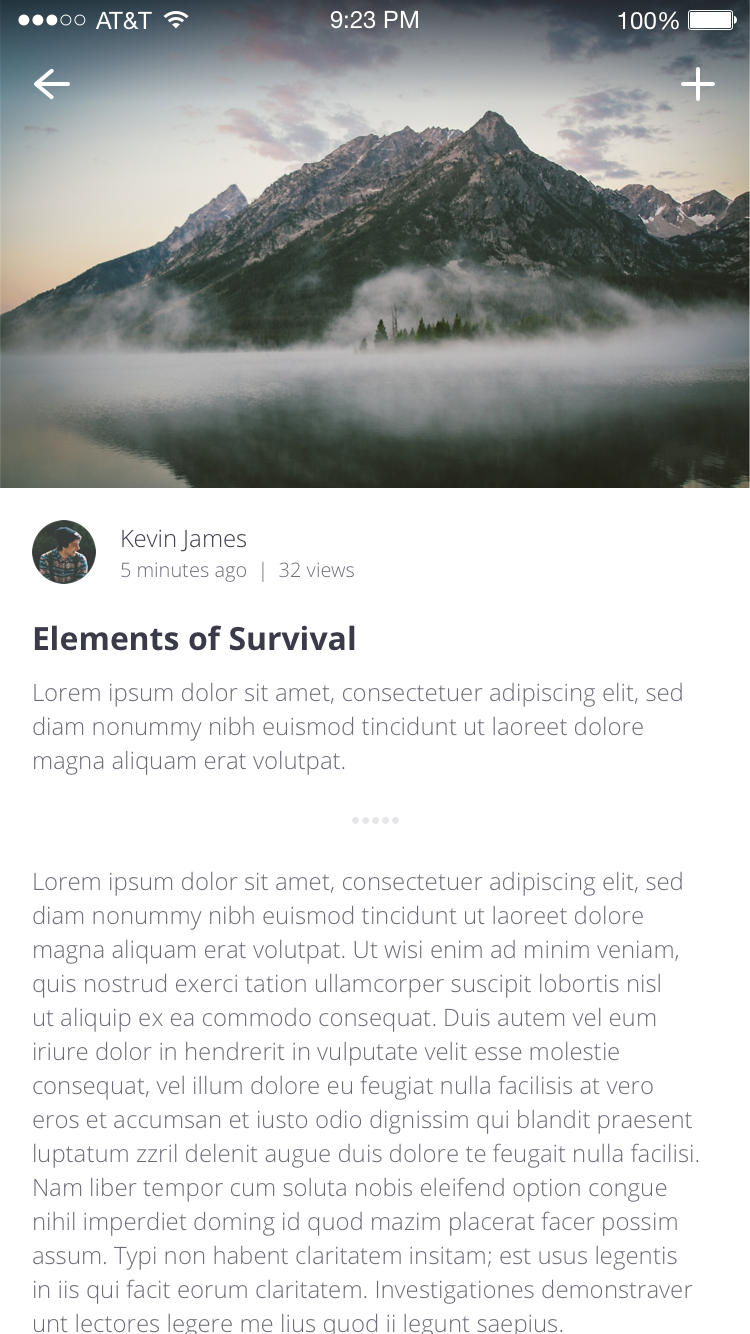 AT&T 9:23 PM 100%
Kevin James
5 minutes ago | 32 views
Elements of Survival
Lorem ipsum dolor sit amet, consectetuer adipiscing elit, sed
diam nonummy nibh euismod tincidunt ut laoreet dolore
magna aliquam erat volutpat.
Lorem ipsum dolor sit amet, consectetuer adipiscing elit, sed
diam nonummy nibh euismod tincidunt ut laoreet dolore
magna aliquam erat volutpat. Ut wisi enim ad minim veniam,
quis nostrud exerci tation ullamcorper suscipit lobortis nisl
ut aliquip ex ea commodo consequat. Duis autem vel eum
iriure dolor in hendrerit in vulputate velit esse molestie
consequat, vel illum dolore eu feugiat nulla facilisis at vero
eros et accumsan et iusto odio dignissim qui blandit praesent
luptatum zzril delenit augue duis dolore te feugait nulla facilisi.
Nam liber tempor cum soluta nobis eleifend option congue
nihil imperdiet doming id quod mazim placerat facer possim
assum. Typi non habent claritatem insitam; est usus legentis
in iis qui facit eorum claritatem. Investigationes demonstraver
unt lectores legere me lius quod ii legunt saepius.